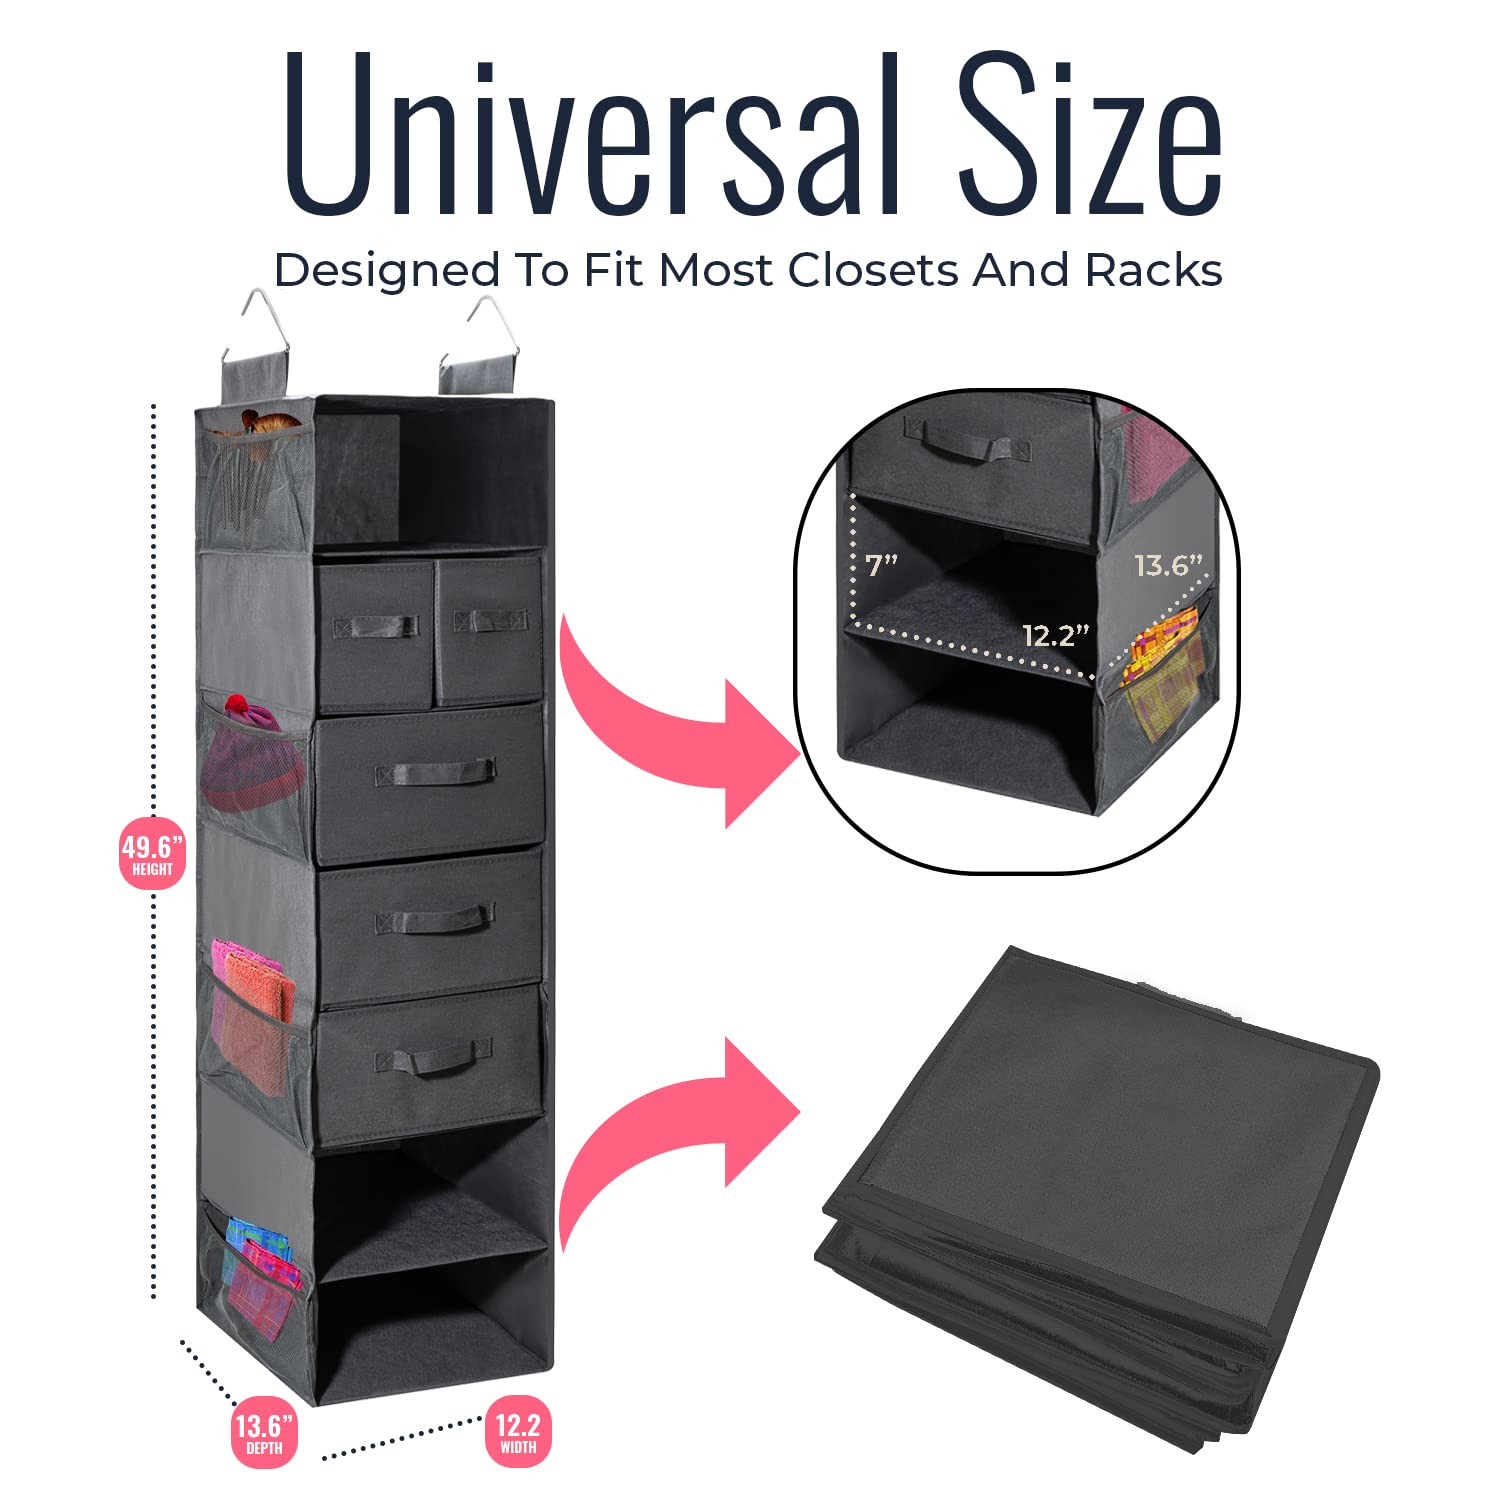 Universal Size
Designed To Fit Most Closets And Racks
7”
13.6”
12.2”
49.6”
HEIGHT
13.6”
DEPTH
12.2
WIDTH